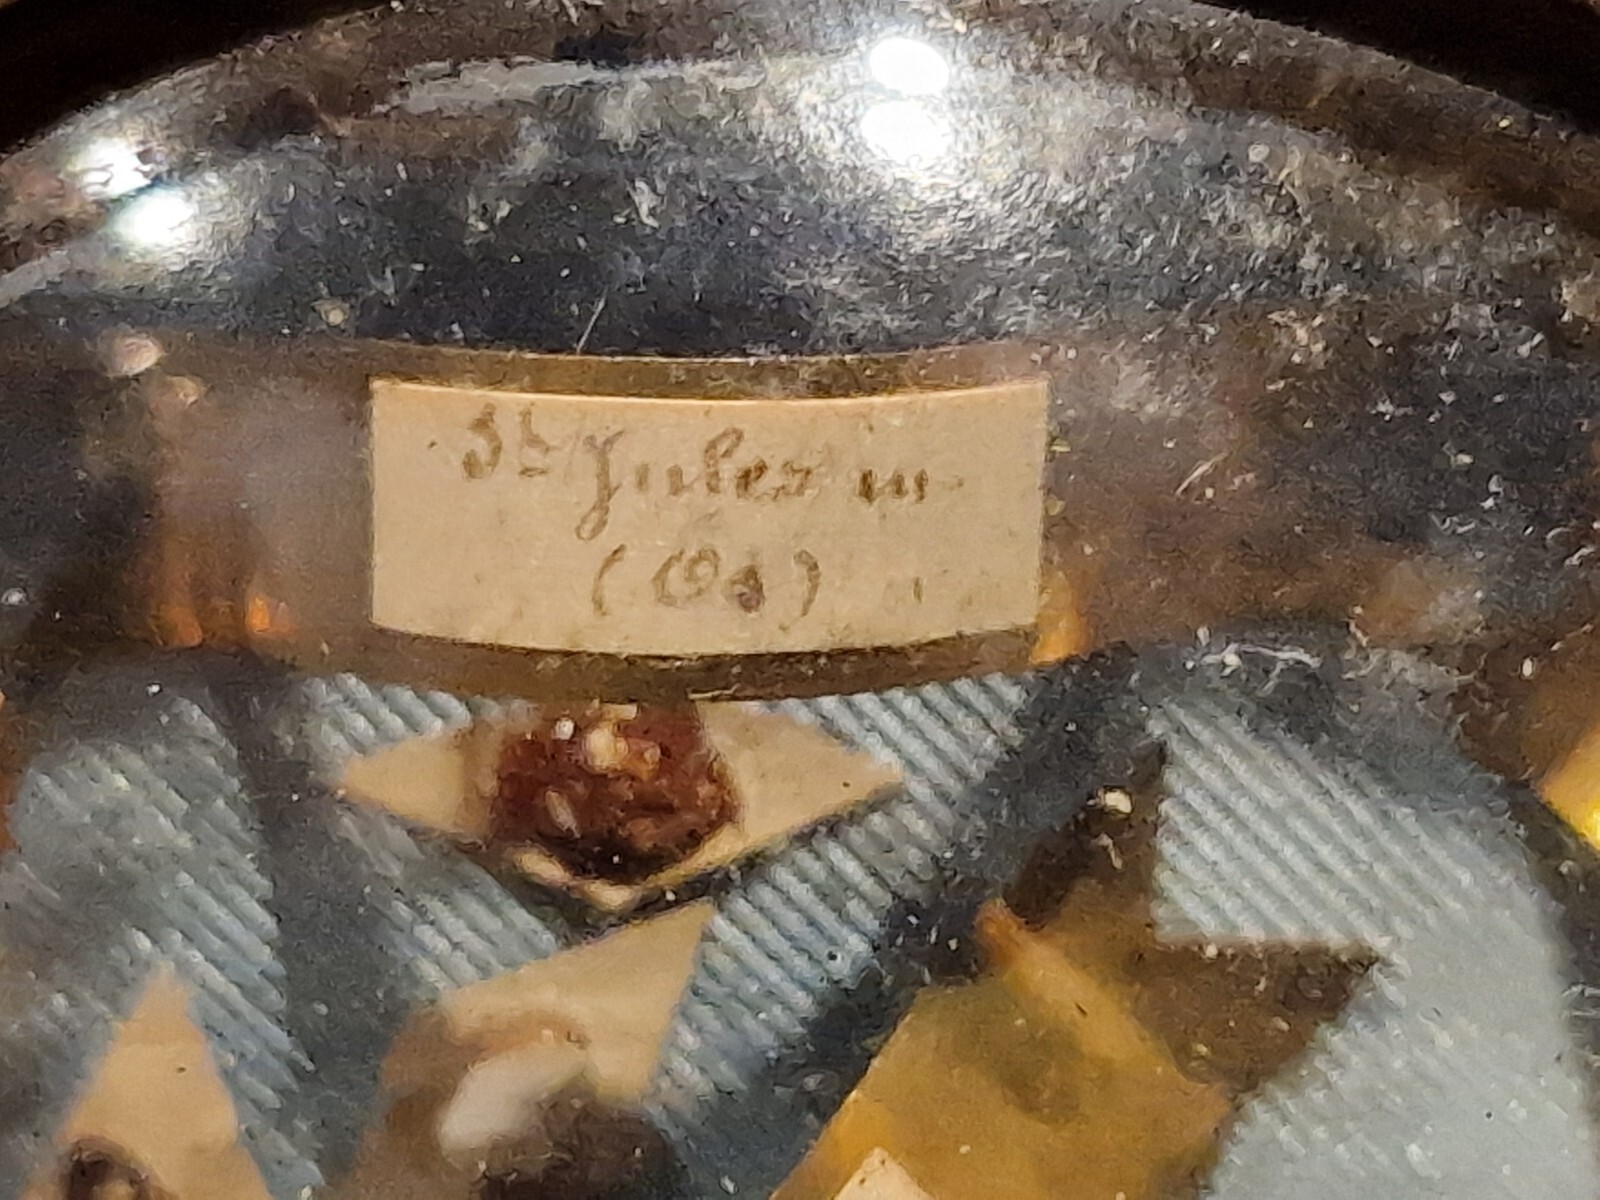 St Jules m.
(Os)